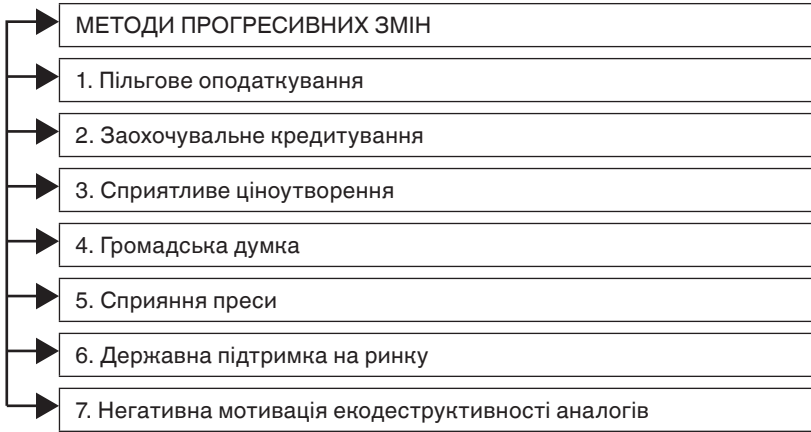 МЕТОДИ ПРОГРЕСИВНИХ ЗМІН
1. Пільгове оподаткування
2. Заохочувальне кредитування
3. Сприятливе ціноутворення
4. Громадська думка
5. Сприяння преси
6. Державна підтримка на ринку
7. Негативна мотивація екодеструктивності аналогів